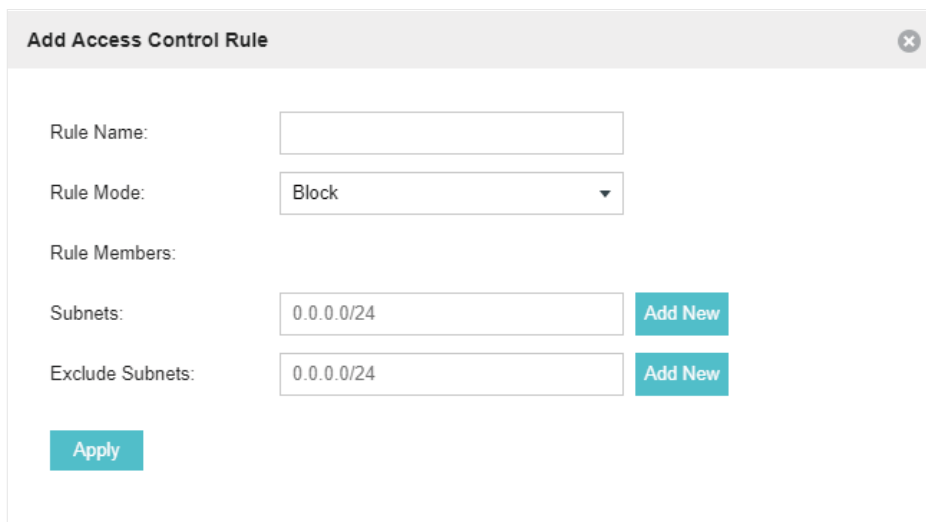 Add Access Control Rule
Rule Name:
Rule Mode: Block
Rule Members:
Subnets: 0.0.0.0/24 Add New
Exclude Subnets: 0.0.0.0/24 Add New
Apply